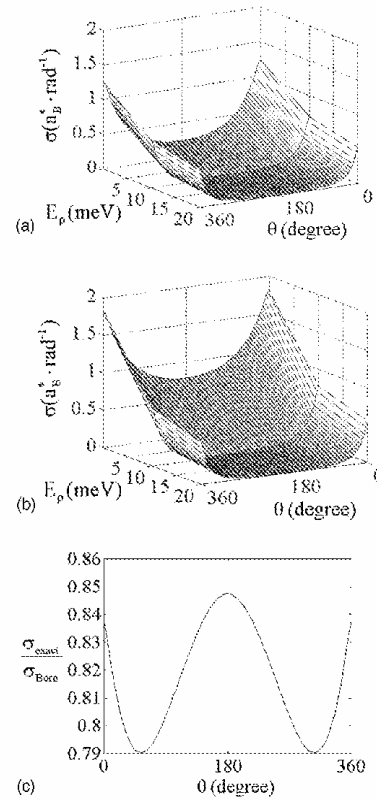 2
1.5
1
0.5
0
σ(a*B · rad⁻¹)
5
10
15
20
Eρ(meV)
360
180
0
θ (degree)
(a)
2
1.5
1
0.5
0
σ(a*B · rad⁻¹)
5
10
15
20
Eρ(meV)
360
180
0
θ (degree)
(b)
0.86
0.85
0.84
0.83
0.82
0.81
0.8
0.79
σexact
σBorn
0
180
360
θ (degree)
(c)